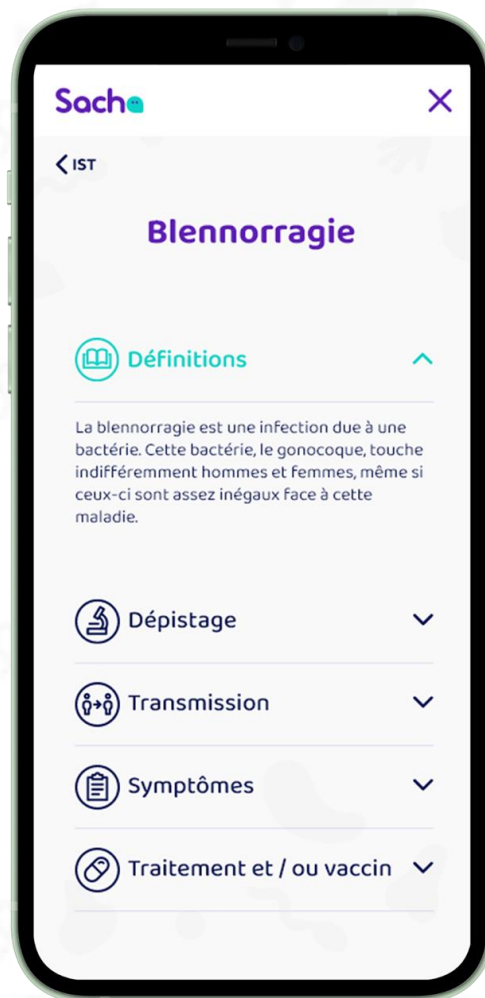 Sacha
IST
Blennorragie
Définitions
La blennorragie est une infection due à une
bactérie. Cette bactérie, le gonocoque, touche
indifféremment hommes et femmes, même si
ceux-ci sont assez inégaux face à cette
maladie.
Dépistage
Transmission
Symptômes
Traitement et / ou vaccin